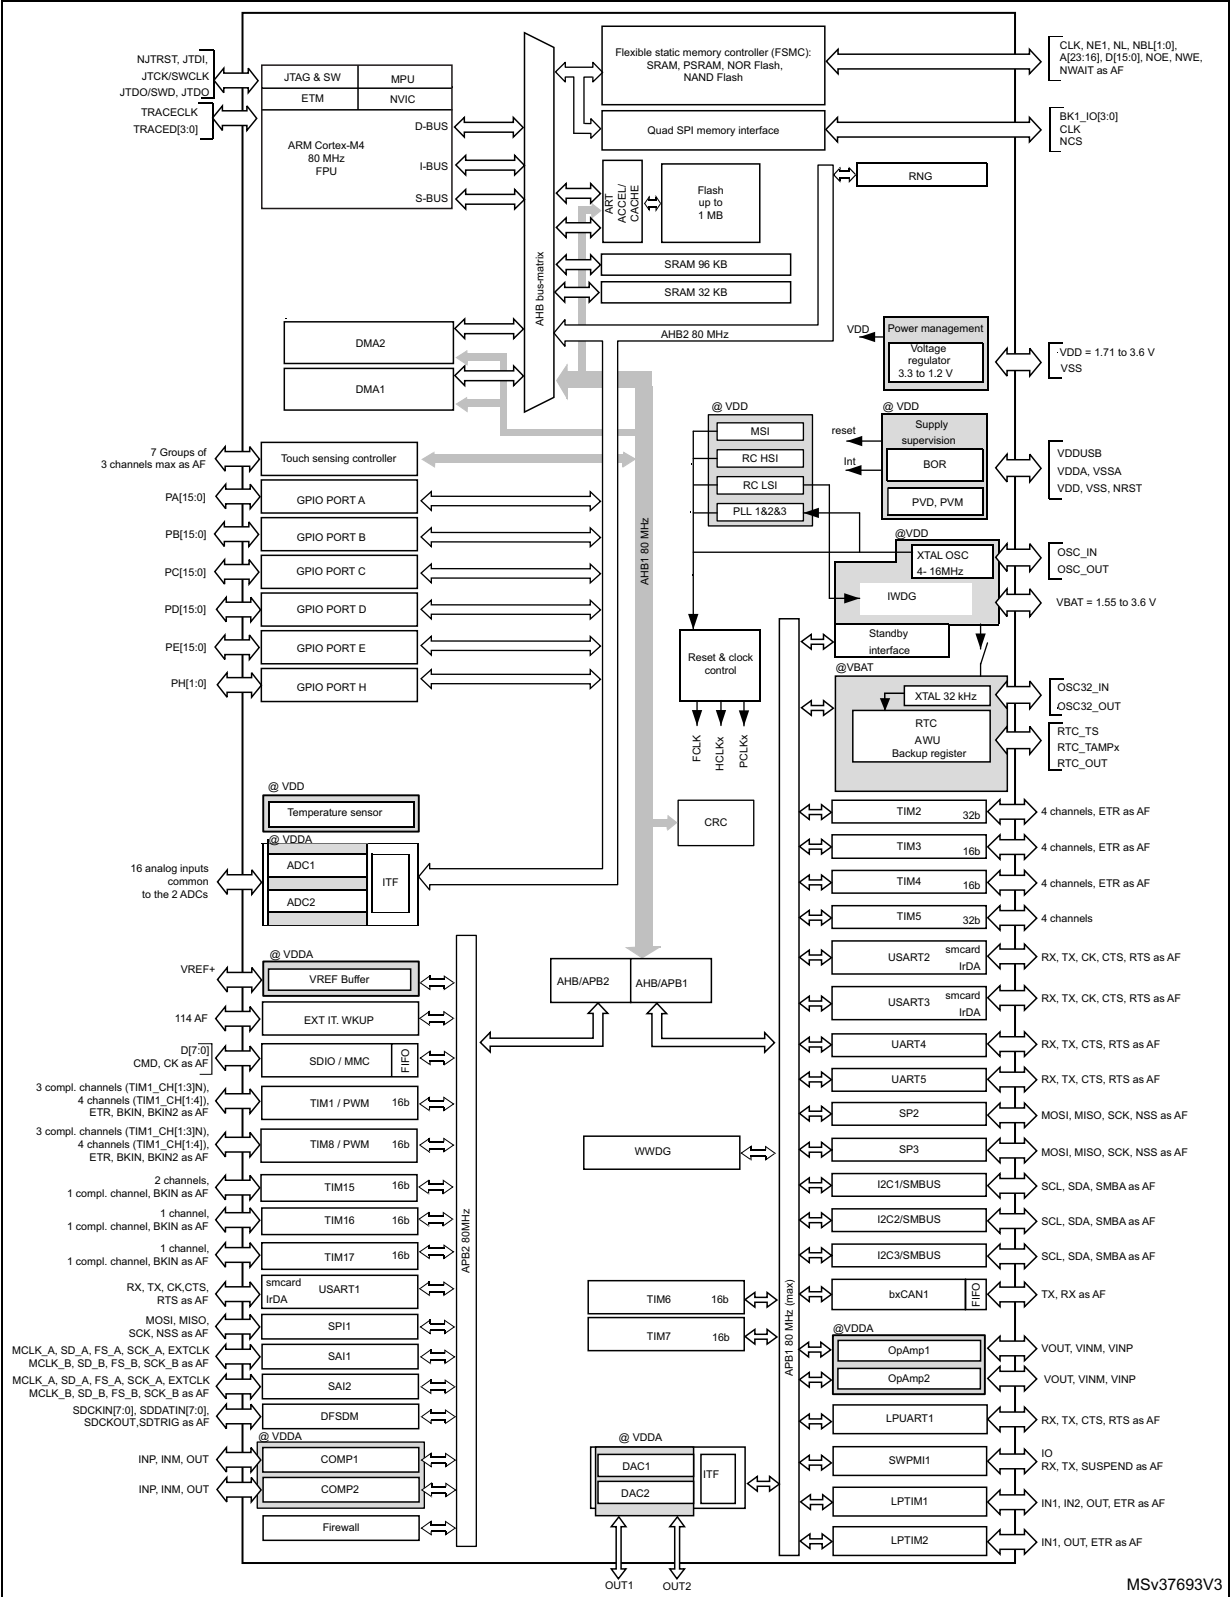 NJTRST, JTDI,
JTCK/SWCLK
JTDO/SWD, JTDO
TRACECLK
TRACED[3:0]
JTAG & SW
MPU
ETM
NVIC
ARM Cortex-M4
80 MHz
FPU
D-BUS
I-BUS
S-BUS
AHB bus-matrix
Flexible static memory controller (FSMC):
SRAM, PSRAM, NOR Flash,
NAND Flash
CLK, NE1, NL, NBL[1:0],
A[23:16], D[15:0], NOE, NWE,
NWAIT as AF
Quad SPI memory interface
BK1_IO[3:0]
CLK
NCS
RNG
ART
ACCEL/
CACHE
Flash
up to
1 MB
SRAM 96 KB
SRAM 32 KB
AHB2 80 MHz
DMA2
DMA1
VDD
Power management
Voltage
regulator
3.3 to 1.2 V
VDD = 1.71 to 3.6 V
VSS
@ VDD
MSI
RC HSI
RC LSI
PLL 1&2&3
@ VDD
Supply
supervision
reset
Int
BOR
PVD, PVM
VDDUSB
VDDA, VSSA
VDD, VSS, NRST
7 Groups of
3 channels max as AF
Touch sensing controller
PA[15:0]
GPIO PORT A
PB[15:0]
GPIO PORT B
PC[15:0]
GPIO PORT C
PD[15:0]
GPIO PORT D
PE[15:0]
GPIO PORT E
PH[1:0]
GPIO PORT H
AHB1 80 MHz
@VDD
XTAL OSC
4- 16MHz
IWDG
OSC_IN
OSC_OUT
VBAT = 1.55 to 3.6 V
Standby
interface
Reset & clock
control
FCLK
HCLKx
PCLKx
@VBAT
XTAL 32 kHz
RTC
AWU
Backup register
OSC32_IN
OSC32_OUT
RTC_TS
RTC_TAMPx
RTC_OUT
@ VDD
Temperature sensor
@ VDDA
ADC1
ADC2
ITF
16 analog inputs
common
to the 2 ADCs
CRC
AHB/APB2
AHB/APB1
VREF+
@ VDDA
VREF Buffer
114 AF
EXT IT. WKUP
D[7:0]
CMD, CK as AF
SDIO / MMC
FIFO
3 compl. channels (TIM1_CH[1:3]N),
4 channels (TIM1_CH[1:4]),
ETR, BKIN, BKIN2 as AF
TIM1 / PWM
16b
3 compl. channels (TIM1_CH[1:3]N),
4 channels (TIM1_CH[1:4]),
ETR, BKIN, BKIN2 as AF
TIM8 / PWM
16b
2 channels,
1 compl. channel, BKIN as AF
TIM15
16b
1 channel,
1 compl. channel, BKIN as AF
TIM16
16b
1 channel,
1 compl. channel, BKIN as AF
TIM17
16b
RX, TX, CK,CTS,
RTS as AF
smcard
IrDA
USART1
MOSI, MISO,
SCK, NSS as AF
SPI1
MCLK_A, SD_A, FS_A, SCK_A, EXTCLK
MCLK_B, SD_B, FS_B, SCK_B as AF
SAI1
MCLK_A, SD_A, FS_A, SCK_A, EXTCLK
MCLK_B, SD_B, FS_B, SCK_B as AF
SAI2
SDCKIN[7:0], SDDATIN[7:0],
SDCKOUT,SDTRIG as AF
DFSDM
@ VDDA
INP, INM, OUT
COMP1
INP, INM, OUT
COMP2
Firewall
APB2 80MHz
WWDG
TIM6
16b
TIM7
16b
@ VDDA
DAC1
DAC2
ITF
OUT1
OUT2
APB1 80 MHz (max)
TIM2
32b
4 channels, ETR as AF
TIM3
16b
4 channels, ETR as AF
TIM4
16b
4 channels, ETR as AF
TIM5
32b
4 channels
USART2
smcard
IrDA
RX, TX, CK, CTS, RTS as AF
USART3
smcard
IrDA
RX, TX, CK, CTS, RTS as AF
UART4
RX, TX, CTS, RTS as AF
UART5
RX, TX, CTS, RTS as AF
SP2
MOSI, MISO, SCK, NSS as AF
SP3
MOSI, MISO, SCK, NSS as AF
I2C1/SMBUS
SCL, SDA, SMBA as AF
I2C2/SMBUS
SCL, SDA, SMBA as AF
I2C3/SMBUS
SCL, SDA, SMBA as AF
bxCAN1
FIFO
TX, RX as AF
@VDDA
OpAmp1
VOUT, VINM, VINP
OpAmp2
VOUT, VINM, VINP
LPUART1
RX, TX, CTS, RTS as AF
SWPMI1
IO
RX, TX, SUSPEND as AF
LPTIM1
IN1, IN2, OUT, ETR as AF
LPTIM2
IN1, OUT, ETR as AF
MSv37693V3